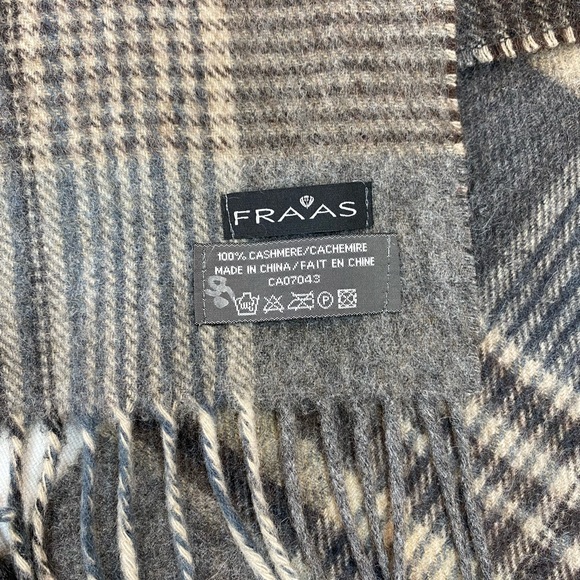 FRAAS
100% CASHMERE/CACHEMIRE
MADE IN CHINA/FAIT EN CHINE
CA07043
P